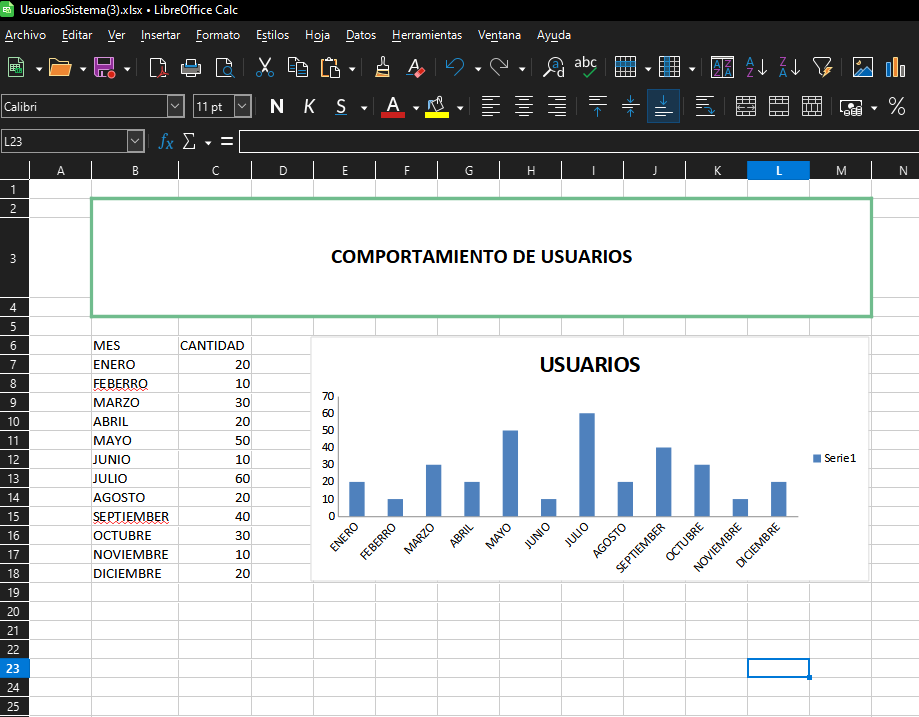 UsuariosSistema(3).xlsx • LibreOffice Calc
Archivo Editar Ver Insertar Formato Estilos Hoja Datos Herramientas Ventana Ayuda
abc
Calibri 11 pt N K S A %
L23 fx Σ =
A B C D E F G H I J K L M N
1
2
3 COMPORTAMIENTO DE USUARIOS
4
5
6 MES CANTIDAD
7 ENERO 20
8 FEBERRO 10
9 MARZO 30
10 ABRIL 20
11 MAYO 50
12 JUNIO 10
13 JULIO 60
14 AGOSTO 20
15 SEPTIEMBER 40
16 OCTUBRE 30
17 NOVIEMBRE 10
18 DICIEMBRE 20
19
20
21
22
23
24
25
USUARIOS
70
60
50
40
30
20
10
0
ENERO FEBERRO MARZO ABRIL MAYO JUNIO JULIO AGOSTO SEPTIEMBER OCTUBRE NOVIEMBRE DICIEMBRE
Serie1